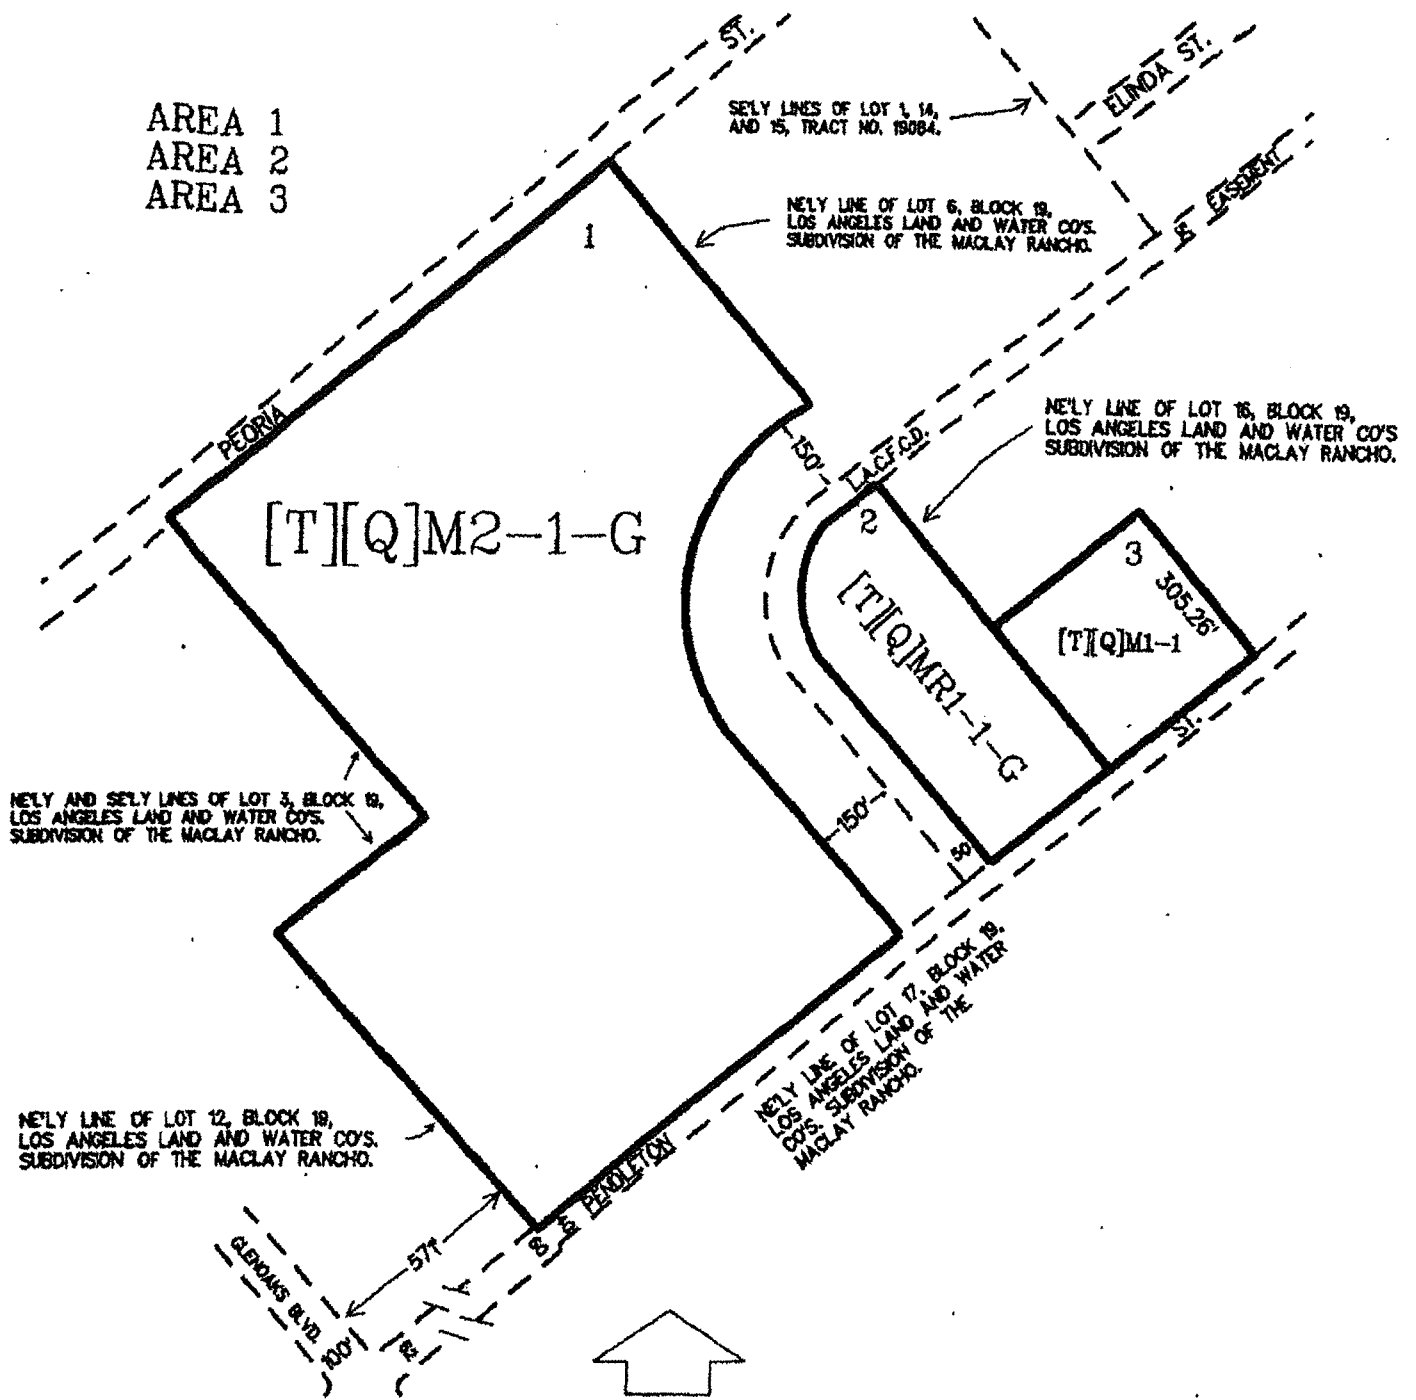 ST.
ELINDA ST.
AREA 1
AREA 2
AREA 3
SE'LY LINES OF LOT 1, 14,
AND 15, TRACT NO. 19084.
EASEMENT
50
NE'LY LINE OF LOT 6, BLOCK 19,
LOS ANGELES LAND AND WATER CO'S.
SUBDIVISION OF THE MACLAY RANCHO.
1
PEORIA
150'
L.A.C.F.C.D.
NE'LY LINE OF LOT 16, BLOCK 19,
LOS ANGELES LAND AND WATER CO'S
SUBDIVISION OF THE MACLAY RANCHO.
[T][Q]M2-1-G
2
3
305.26'
[T][Q]M1-1
[T][Q]MR1-1-G
ST.
NE'LY AND SE'LY LINES OF LOT 3, BLOCK 19,
LOS ANGELES LAND AND WATER CO'S.
SUBDIVISION OF THE MACLAY RANCHO.
150'
50'
NE'LY LINE OF LOT 17, BLOCK 19,
LOS ANGELES LAND AND WATER
CO'S. SUBDIVISION OF THE
MACLAY RANCHO.
NE'LY LINE OF LOT 12, BLOCK 19,
LOS ANGELES LAND AND WATER CO'S.
SUBDIVISION OF THE MACLAY RANCHO.
PENDLETON
60
40'
GLENOAKS BLVD.
100'
62